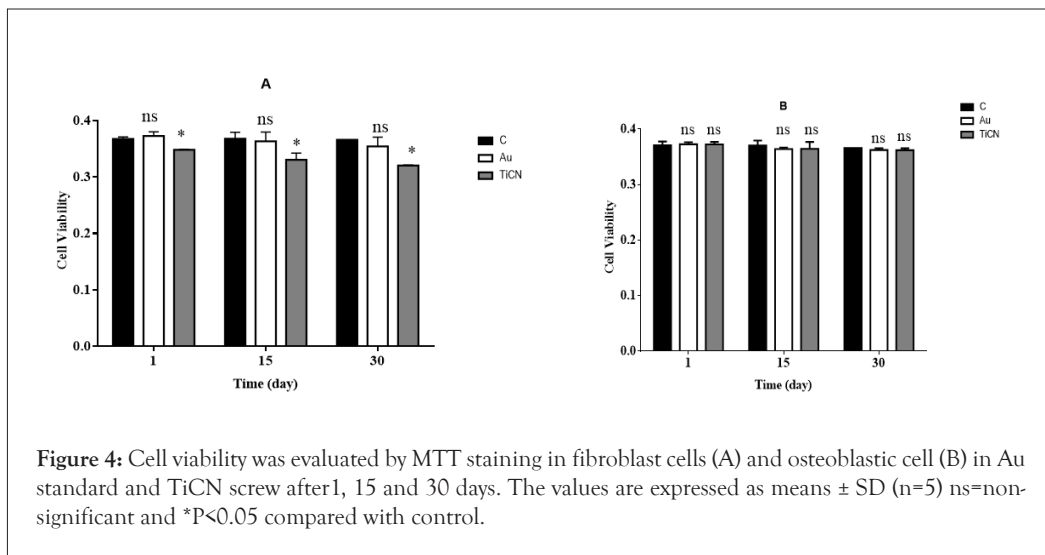 A
ns
ns
ns
*
*
*
0.4
0.3
0.2
0.1
0.0
Cell Viability
1
15
30
Time (day)
C
Au
TiCN
B
C
Au
TiCN
ns ns
ns ns
ns ns
0.4
0.3
0.2
0.1
0.0
Cell Viability
1
15
30
Time (day)
Figure 4: Cell viability was evaluated by MTT staining in fibroblast cells (A) and osteoblastic cell (B) in Au
standard and TiCN screw after1, 15 and 30 days. The values are expressed as means ± SD (n=5) ns=non-
significant and *P<0.05 compared with control.